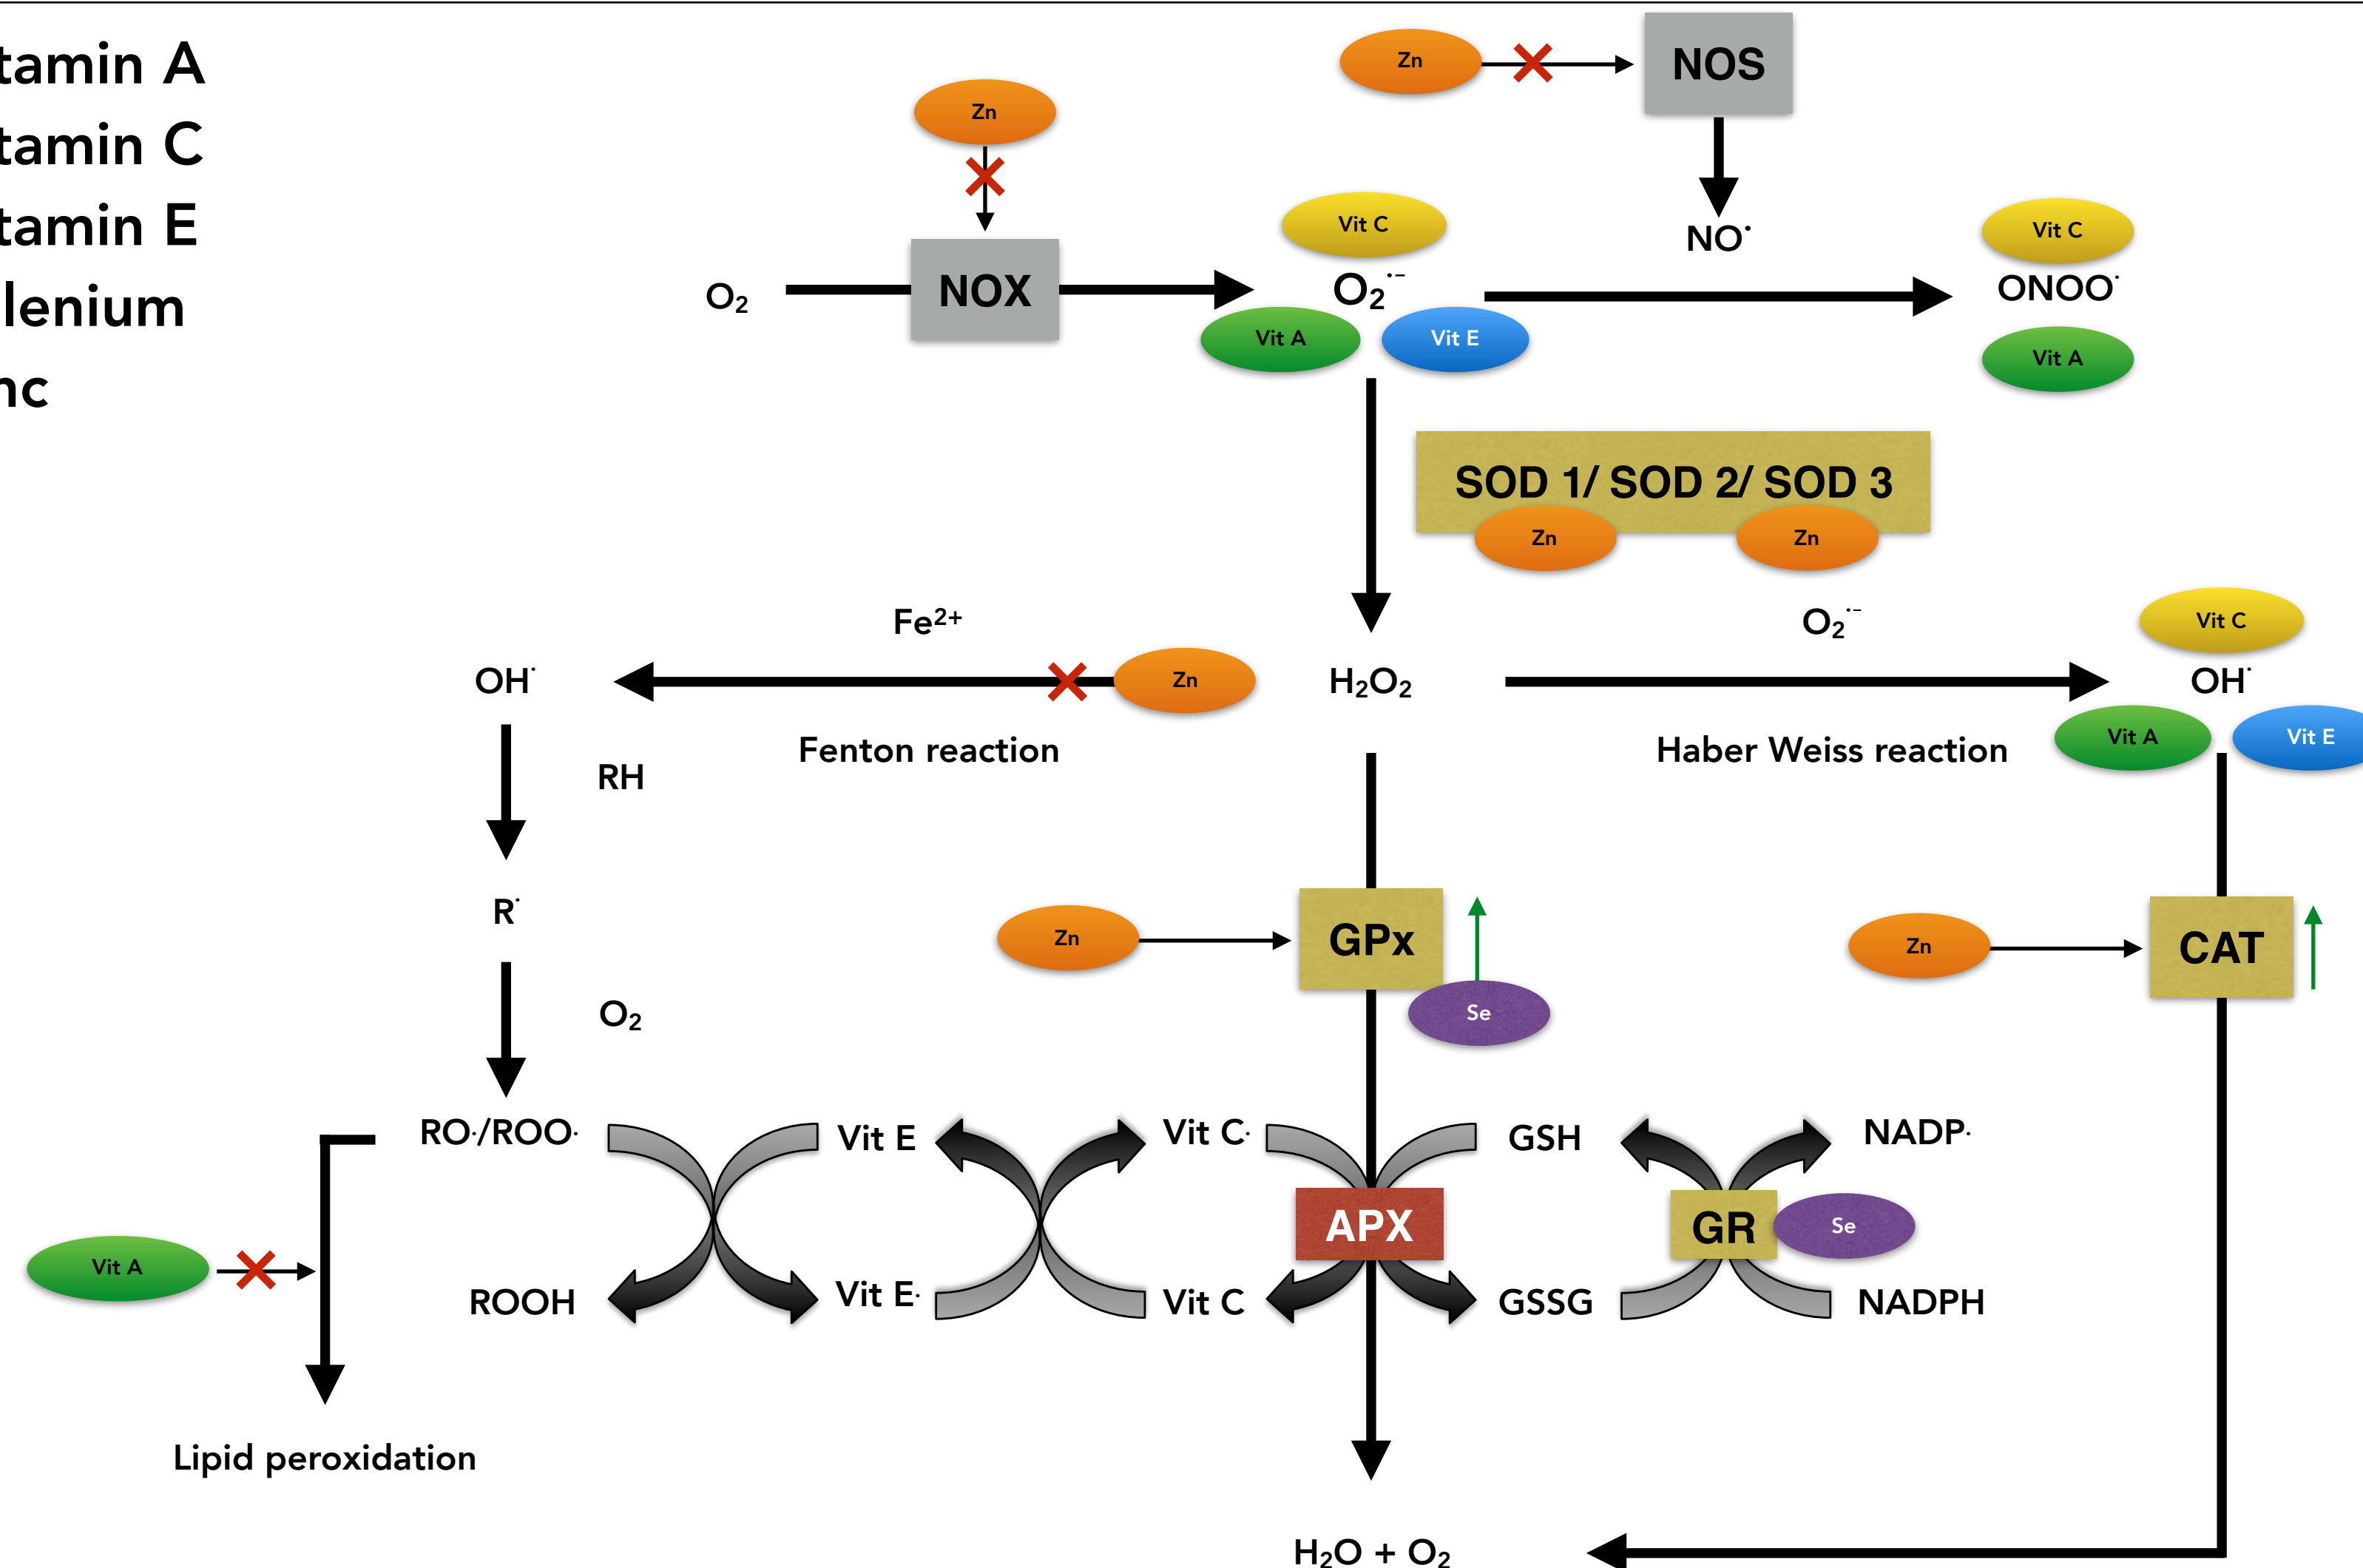 tamin A
tamin C
tamin E
lenium
nc
Zn
NOS
Zn
Vit C
NO·
Vit C
O₂
NOX
O₂·−
ONOO·
Vit A
Vit E
Vit A
SOD 1/ SOD 2/ SOD 3
Zn
Zn
Fe²⁺
O₂·−
Vit C
OH·
Zn
H₂O₂
OH·
Fenton reaction
Haber Weiss reaction
Vit A
Vit E
RH
R·
Zn
GPx
Zn
CAT
O₂
Se
RO·/ROO·
Vit E
Vit C·
GSH
NADP·
APX
GR
Se
Vit A
ROOH
Vit E·
Vit C
GSSG
NADPH
Lipid peroxidation
H₂O + O₂